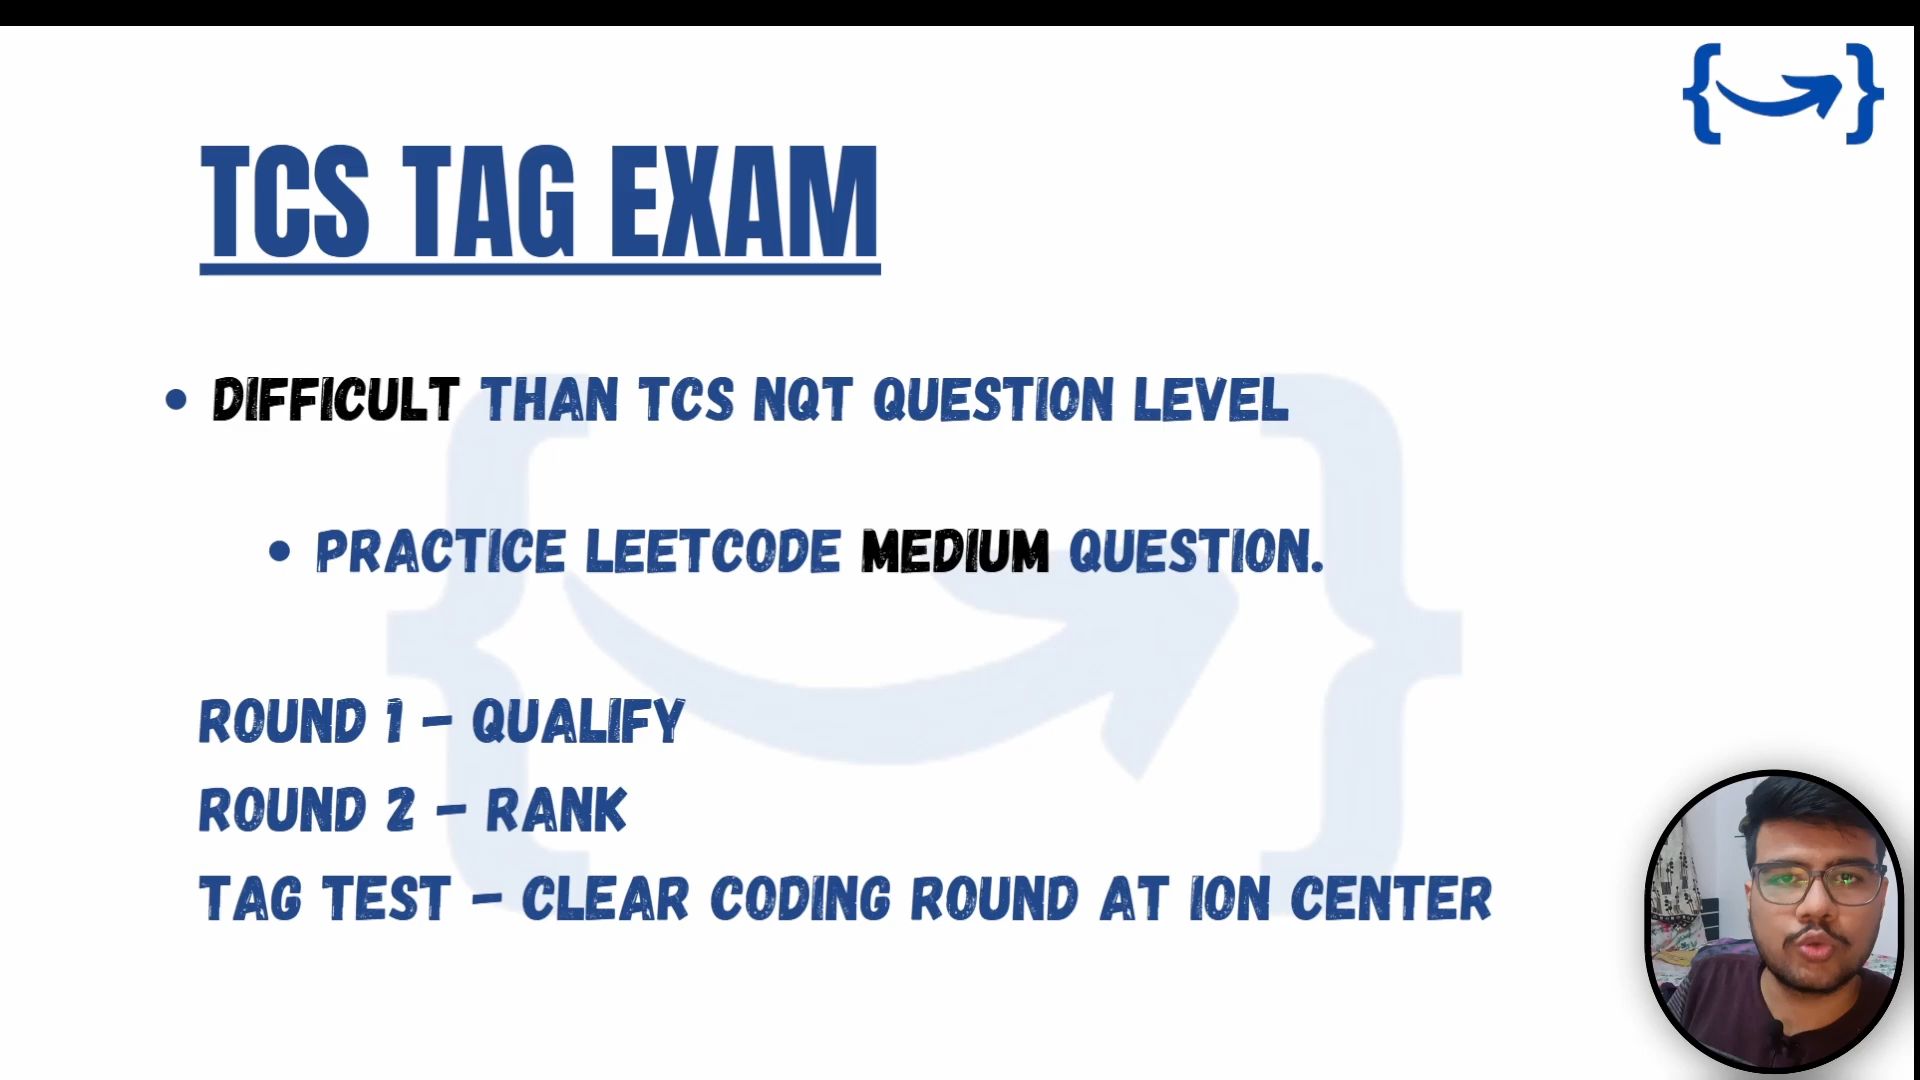 TCS TAG EXAM
• DIFFICULT THAN TCS NQT QUESTION LEVEL
• PRACTICE LEETCODE MEDIUM QUESTION.
ROUND 1 - QUALIFY
ROUND 2 - RANK
TAG TEST - CLEAR CODING ROUND AT ION CENTER